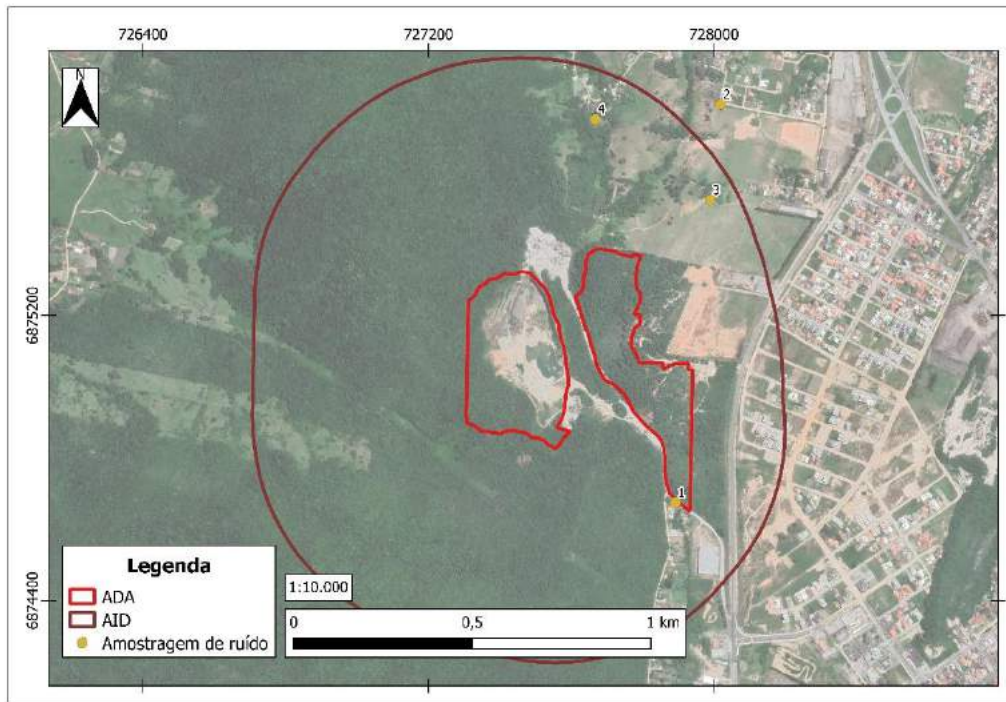 726400 727200 728000
N
2
4
3
6875200
1
6874400
Legenda
ADA
AID
Amostragem de ruído
1:10.000
0 0,5 1 km